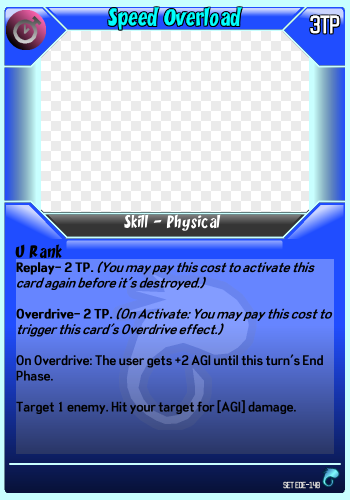 Speed Overload
3TP
Skill - Physical
U Rank
Replay- 2 TP. (You may pay this cost to activate this
card again before it's destroyed.)
Overdrive- 2 TP. (On Activate: You may pay this cost to
trigger this card's Overdrive effect.)
On Overdrive: The user gets +2 AGI until this turn's End
Phase.
Target 1 enemy. Hit your target for [AGI] damage.
SET EDE-148